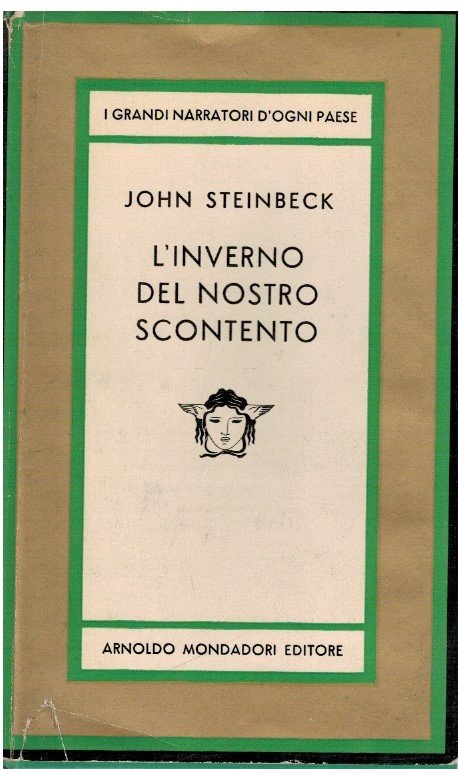 I GRANDI NARRATORI D'OGNI PAESE
JOHN STEINBECK
L'INVERNO
DEL NOSTRO
SCONTENTO
ARNOLDO MONDADORI EDITORE